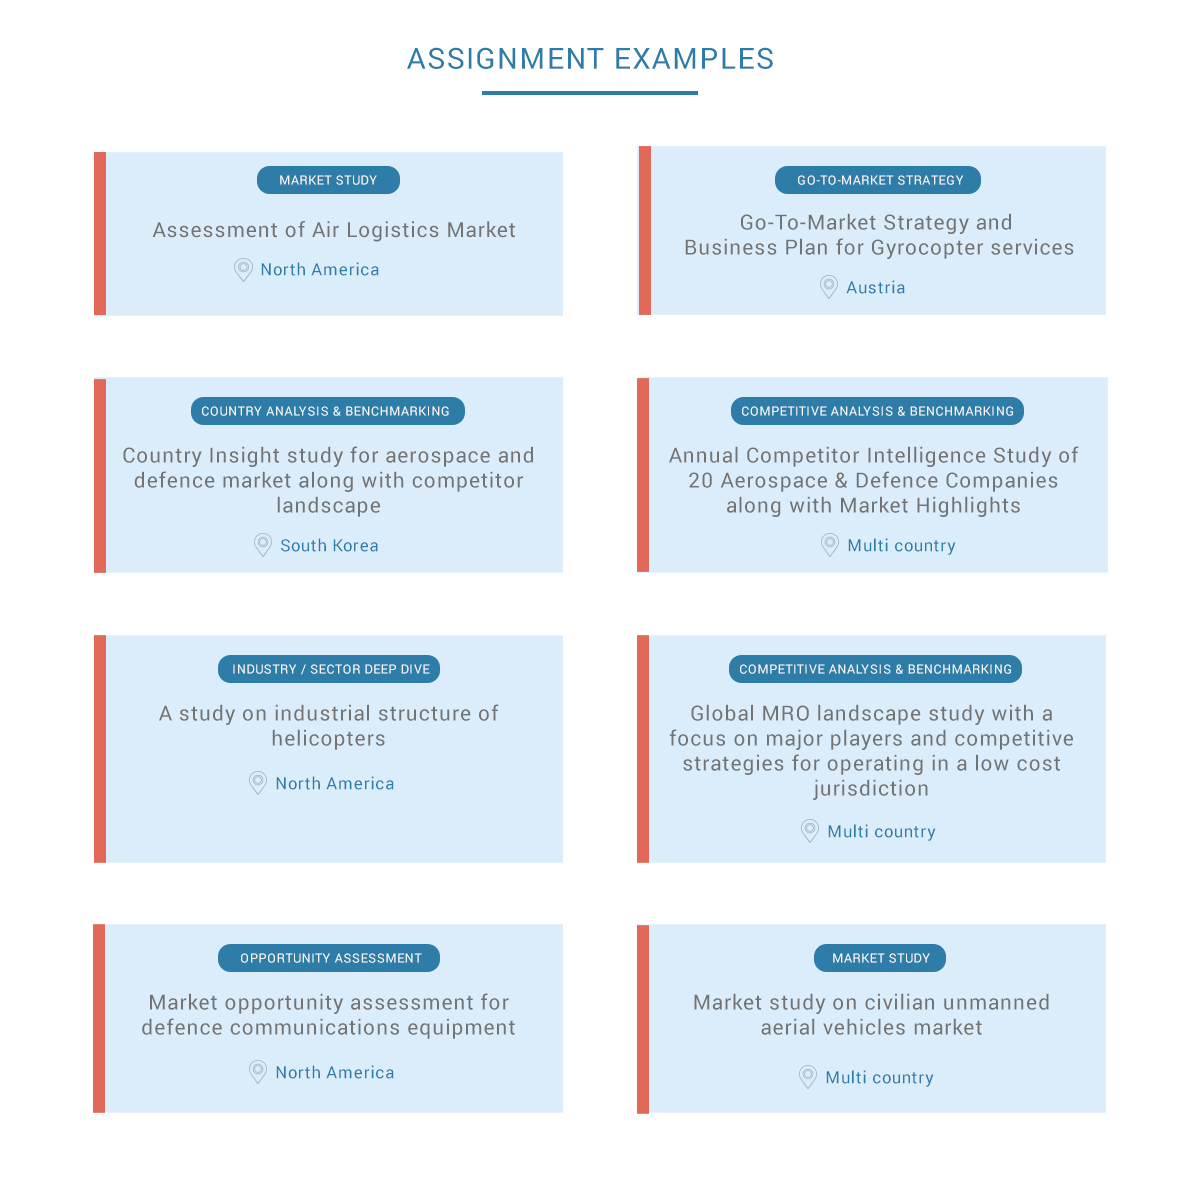 ASSIGNMENT EXAMPLES
MARKET STUDY
Assessment of Air Logistics Market
North America
GO-TO-MARKET STRATEGY
Go-To-Market Strategy and
Business Plan for Gyrocopter services
Austria
COUNTRY ANALYSIS & BENCHMARKING
Country Insight study for aerospace and
defence market along with competitor
landscape
South Korea
COMPETITIVE ANALYSIS & BENCHMARKING
Annual Competitor Intelligence Study of
20 Aerospace & Defence Companies
along with Market Highlights
Multi country
INDUSTRY / SECTOR DEEP DIVE
A study on industrial structure of
helicopters
North America
COMPETITIVE ANALYSIS & BENCHMARKING
Global MRO landscape study with a
focus on major players and competitive
strategies for operating in a low cost
jurisdiction
Multi country
OPPORTUNITY ASSESSMENT
Market opportunity assessment for
defence communications equipment
North America
MARKET STUDY
Market study on civilian unmanned
aerial vehicles market
Multi country